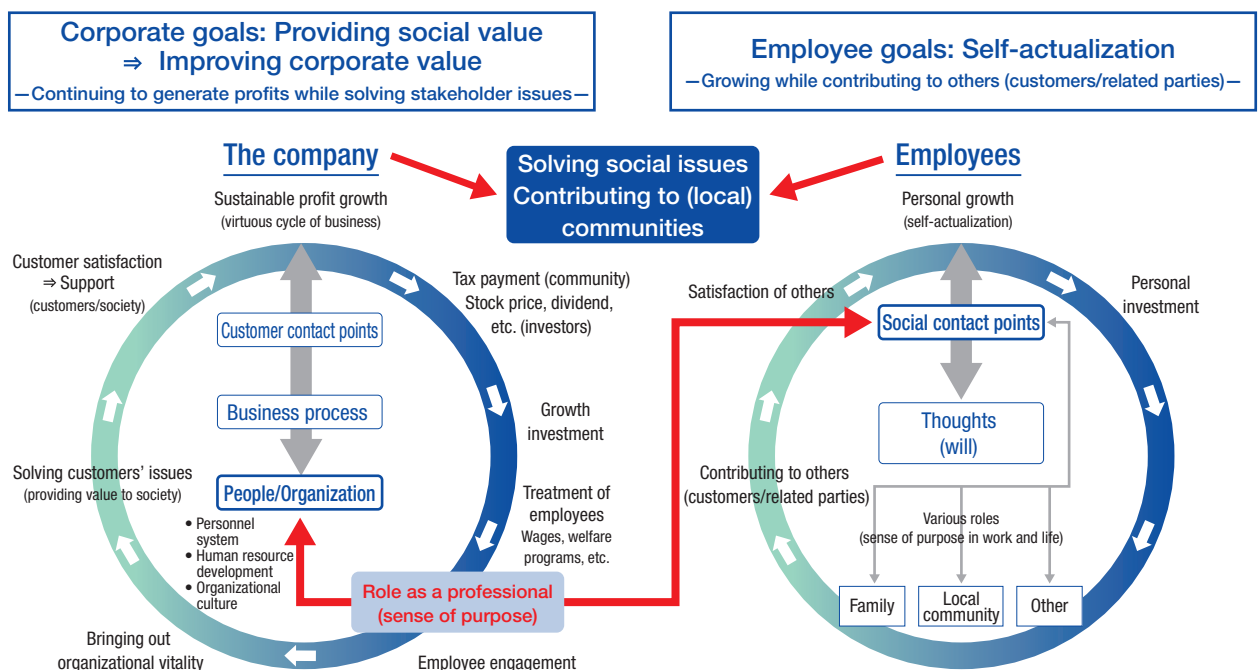 Corporate goals: Providing social value
⇒ Improving corporate value
—Continuing to generate profits while solving stakeholder issues—
Employee goals: Self-actualization
—Growing while contributing to others (customers/related parties)—
The company
Sustainable profit growth
(virtuous cycle of business)
Solving social issues
Contributing to (local)
communities
Employees
Personal growth
(self-actualization)
Customer satisfaction
⇒ Support
(customers/society)
Customer contact points
Business process
People/Organization
• Personnel
system
• Human resource
development
• Organizational
culture
Tax payment (community)
Stock price, dividend,
etc. (investors)
Growth
investment
Treatment of
employees
Wages, welfare
programs, etc.
Solving customers’ issues
(providing value to society)
Bringing out
organizational vitality
Employee engagement
Role as a professional
(sense of purpose)
Satisfaction of others
Social contact points
Personal
investment
Thoughts
(will)
Contributing to others
(customers/related parties)
Various roles
(sense of purpose in work and life)
Family
Local
community
Other